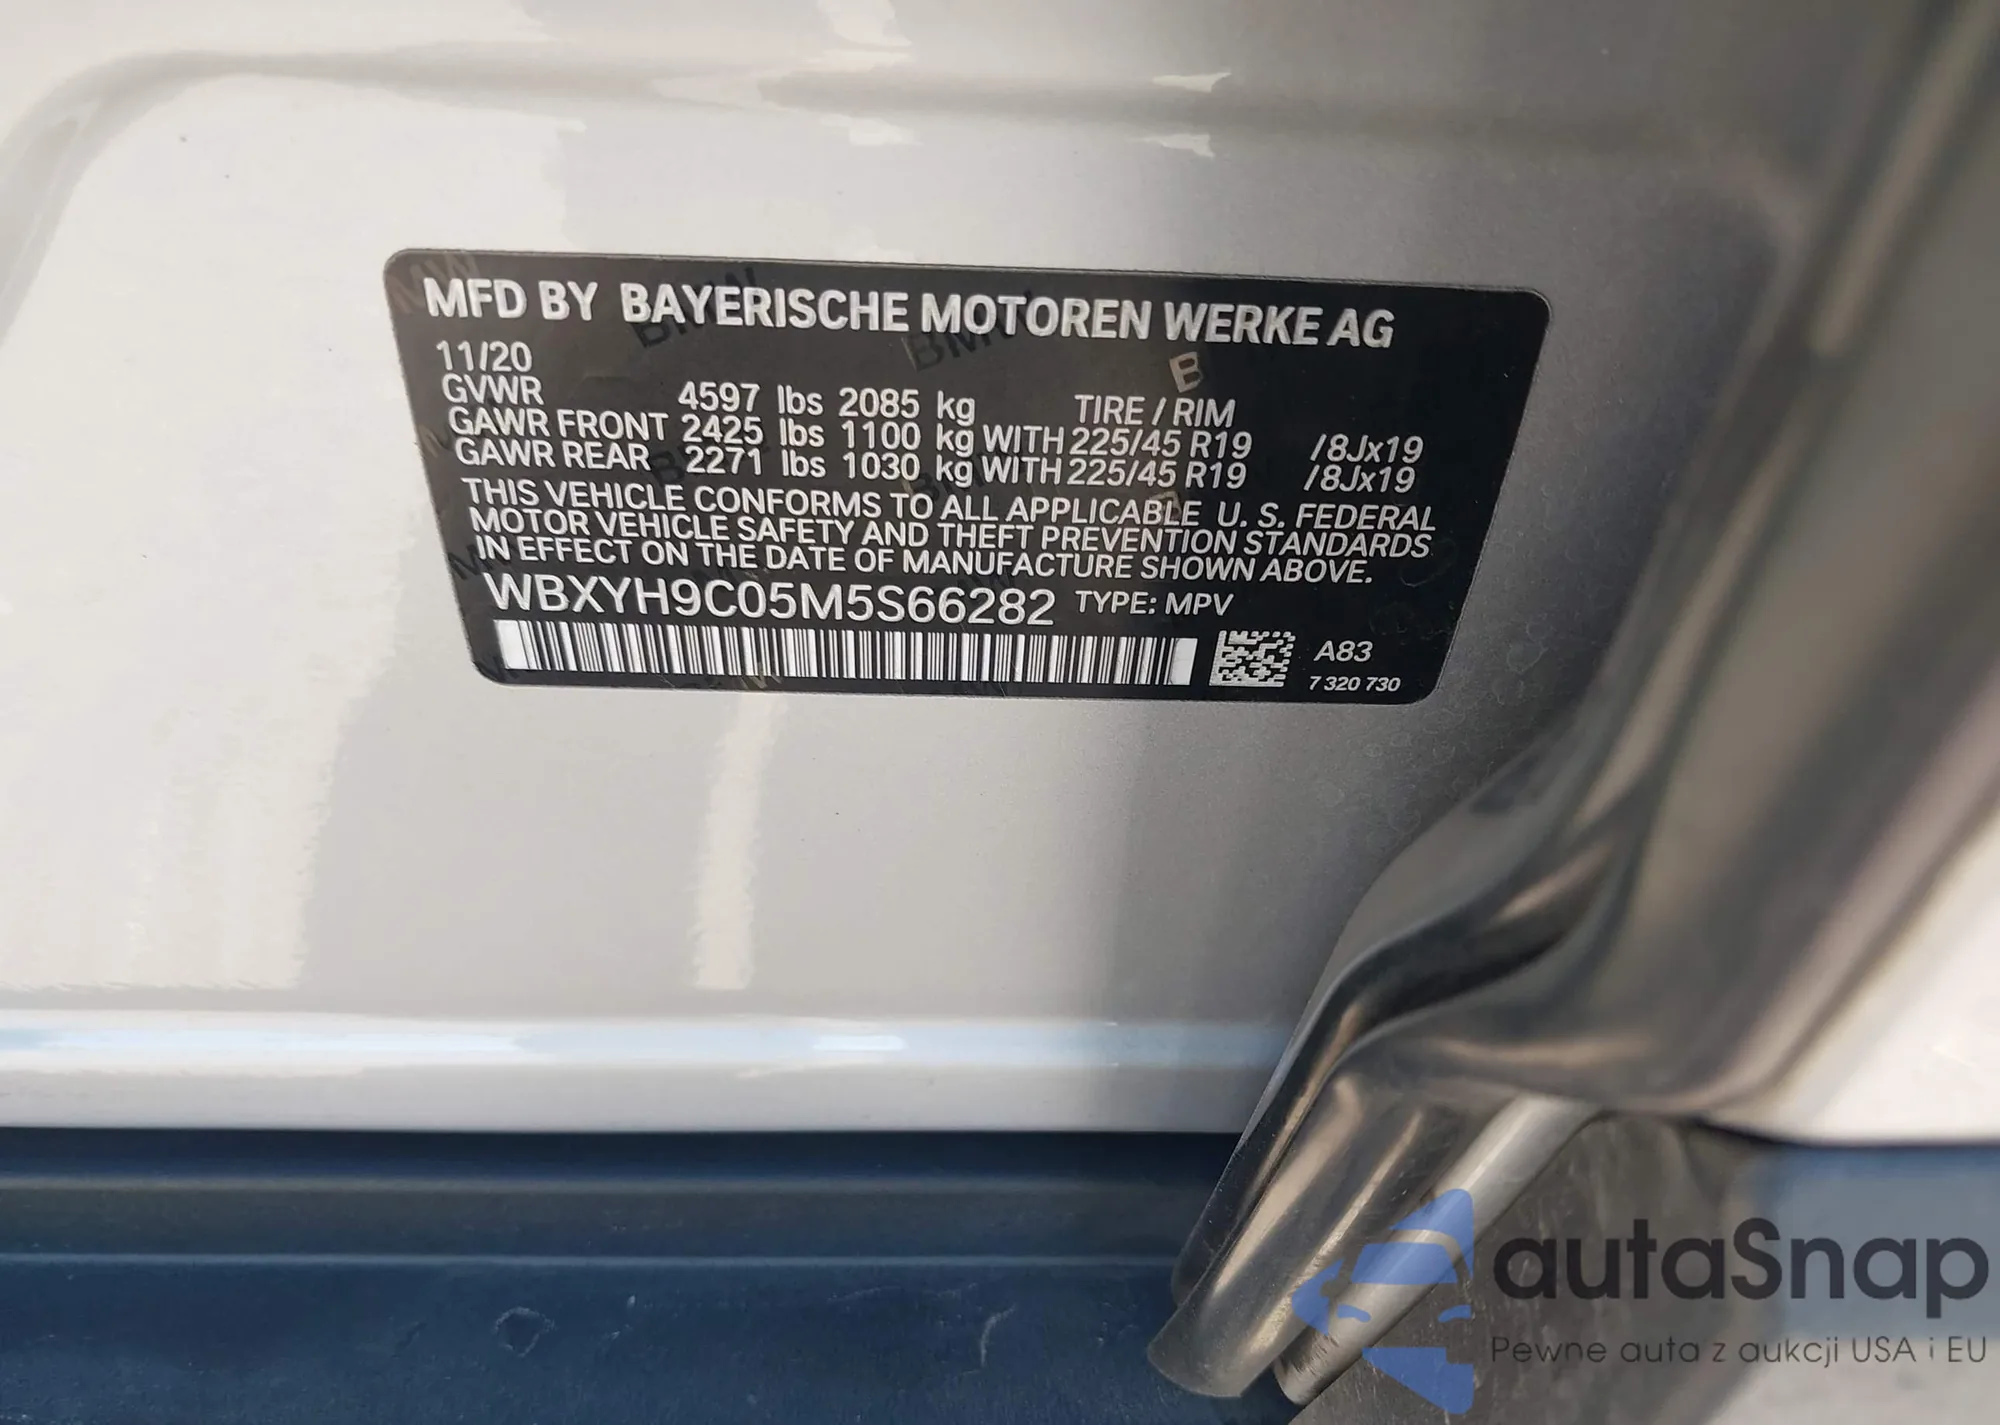 MFD BY BAYERISCHE MOTOREN WERKE AG
11/20
GVWR 4597 lbs 2085 kg TIRE / RIM
GAWR FRONT 2425 lbs 1100 kg WITH 225/45 R19 /8Jx19
GAWR REAR 2271 lbs 1030 kg WITH 225/45 R19 /8Jx19
THIS VEHICLE CONFORMS TO ALL APPLICABLE U. S. FEDERAL
MOTOR VEHICLE SAFETY AND THEFT PREVENTION STANDARDS
IN EFFECT ON THE DATE OF MANUFACTURE SHOWN ABOVE.
WBXYH9C05M5S66282 TYPE: MPV
A83
7 320 730
autaSnap
Pewne auta z aukcji USA i EU